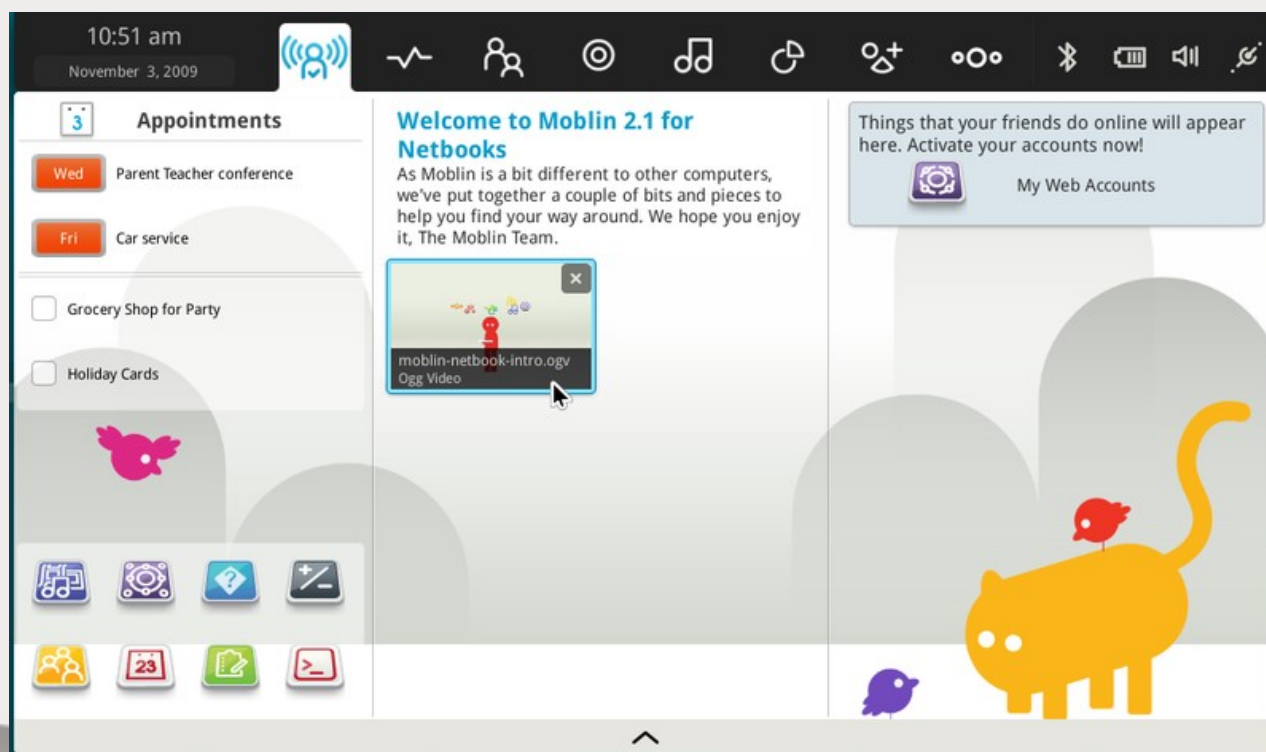 10:51 am
November 3, 2009
3
Appointments
Wed
Parent Teacher conference
Fri
Car service
Grocery Shop for Party
Holiday Cards
23
Welcome to Moblin 2.1 for
Netbooks
As Moblin is a bit different to other computers,
we've put together a couple of bits and pieces to
help you find your way around. We hope you enjoy
it, The Moblin Team.
moblin-netbook-intro.ogv
Ogg Video
Things that your friends do online will appear
here. Activate your accounts now!
My Web Accounts